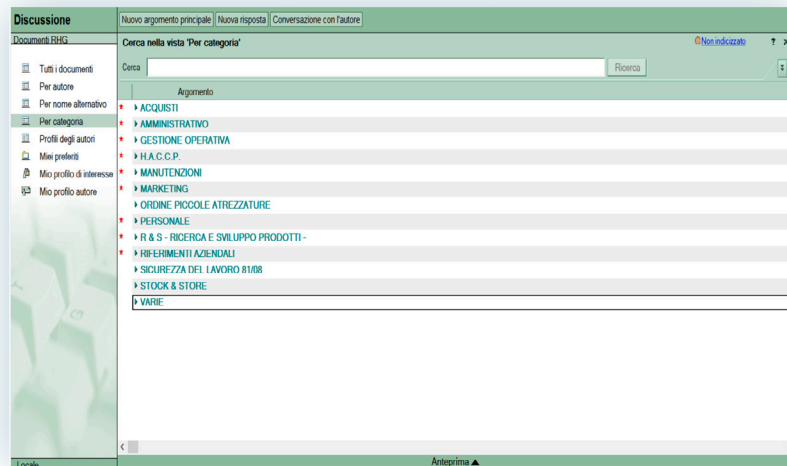 Discussione
Nuovo argomento principale Nuova risposta Conversazione con l'autore
Documenti RHG
Cerca nella vista 'Per categoria'
Non indicizzato ? x
Cerca
Ricerca
Tutti i documenti
Per autore
Per nome alternativo
Per categoria
Profili degli autori
Miei preferiti
Mio profilo di interesse
Mio profilo autore
Argomento
* ACQUISTI
* AMMINISTRATIVO
* GESTIONE OPERATIVA
* H.A.C.C.P.
* MANUTENZIONI
* MARKETING
ORDINE PICCOLE ATREZZATURE
* PERSONALE
* R & S - RICERCA E SVILUPPO PRODOTTI -
* RIFERIMENTI AZIENDALI
SICUREZZA DEL LAVORO 81/08
STOCK & STORE
VARIE
Locale
Anteprima